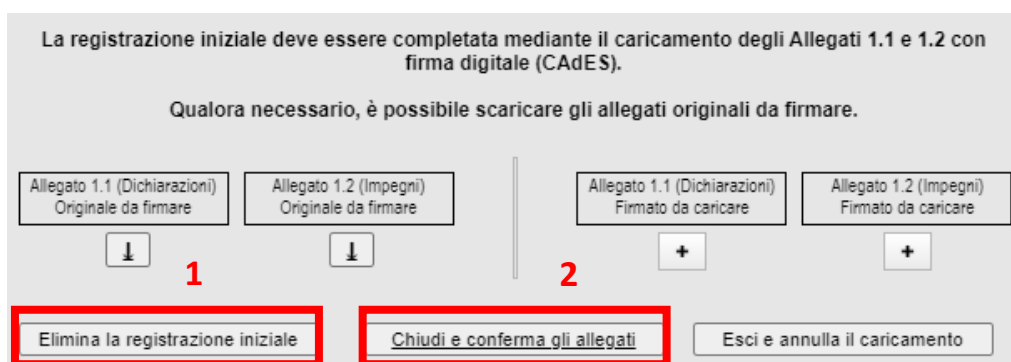 La registrazione iniziale deve essere completata mediante il caricamento degli Allegati 1.1 e 1.2 con
firma digitale (CAdES).
Qualora necessario, è possibile scaricare gli allegati originali da firmare.
Allegato 1.1 (Dichiarazioni)
Originale da firmare
Allegato 1.2 (Impegni)
Originale da firmare
Allegato 1.1 (Dichiarazioni)
Firmato da caricare
Allegato 1.2 (Impegni)
Firmato da caricare
+
+
1
2
Elimina la registrazione iniziale
Chiudi e conferma gli allegati
Esci e annulla il caricamento